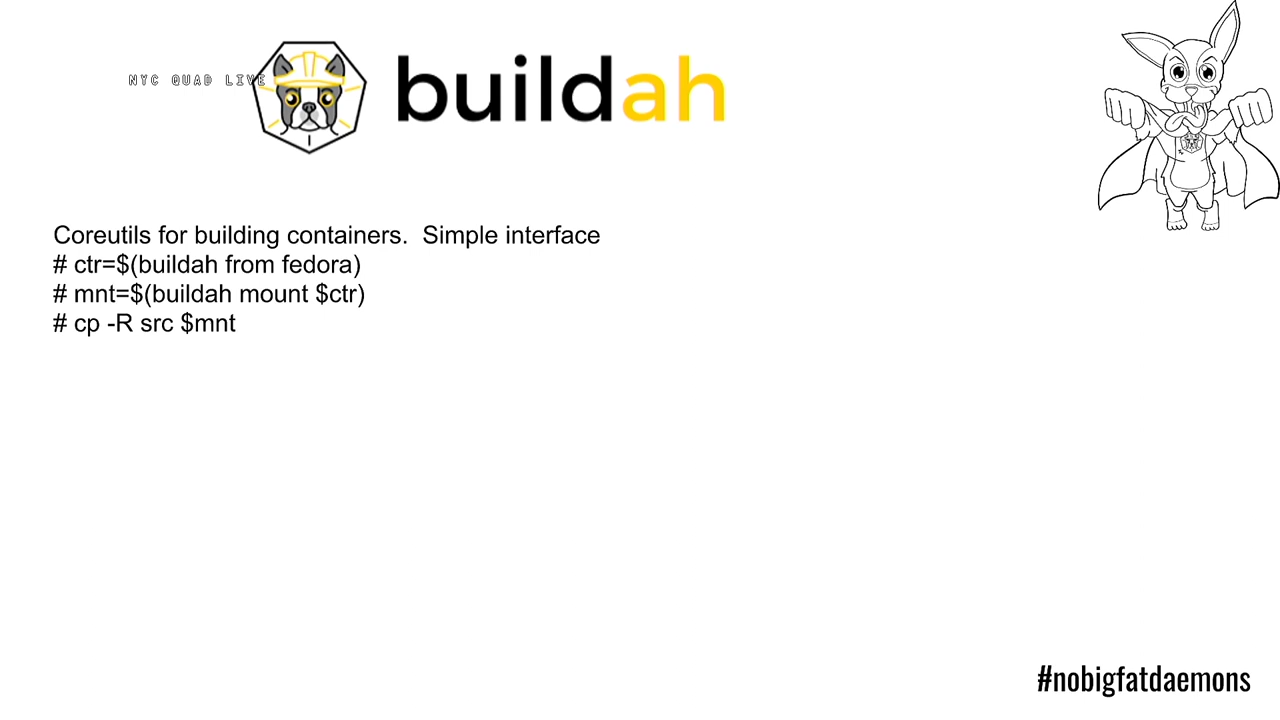 NYC QUAD LIVE
buildah
Coreutils for building containers.  Simple interface
# ctr=$(buildah from fedora)
# mnt=$(buildah mount $ctr)
# cp -R src $mnt
#nobigfatdaemons